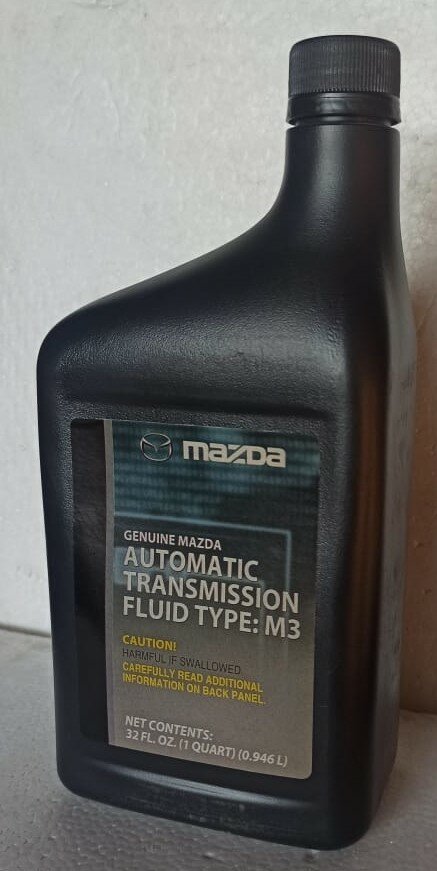 mazda
GENUINE MAZDA
AUTOMATIC
TRANSMISSION
FLUID TYPE: M3
CAUTION!
HARMFUL IF SWALLOWED
CAREFULLY READ ADDITIONAL
INFORMATION ON BACK PANEL.
NET CONTENTS:
32 FL. OZ. (1 QUART) (0.946 L)